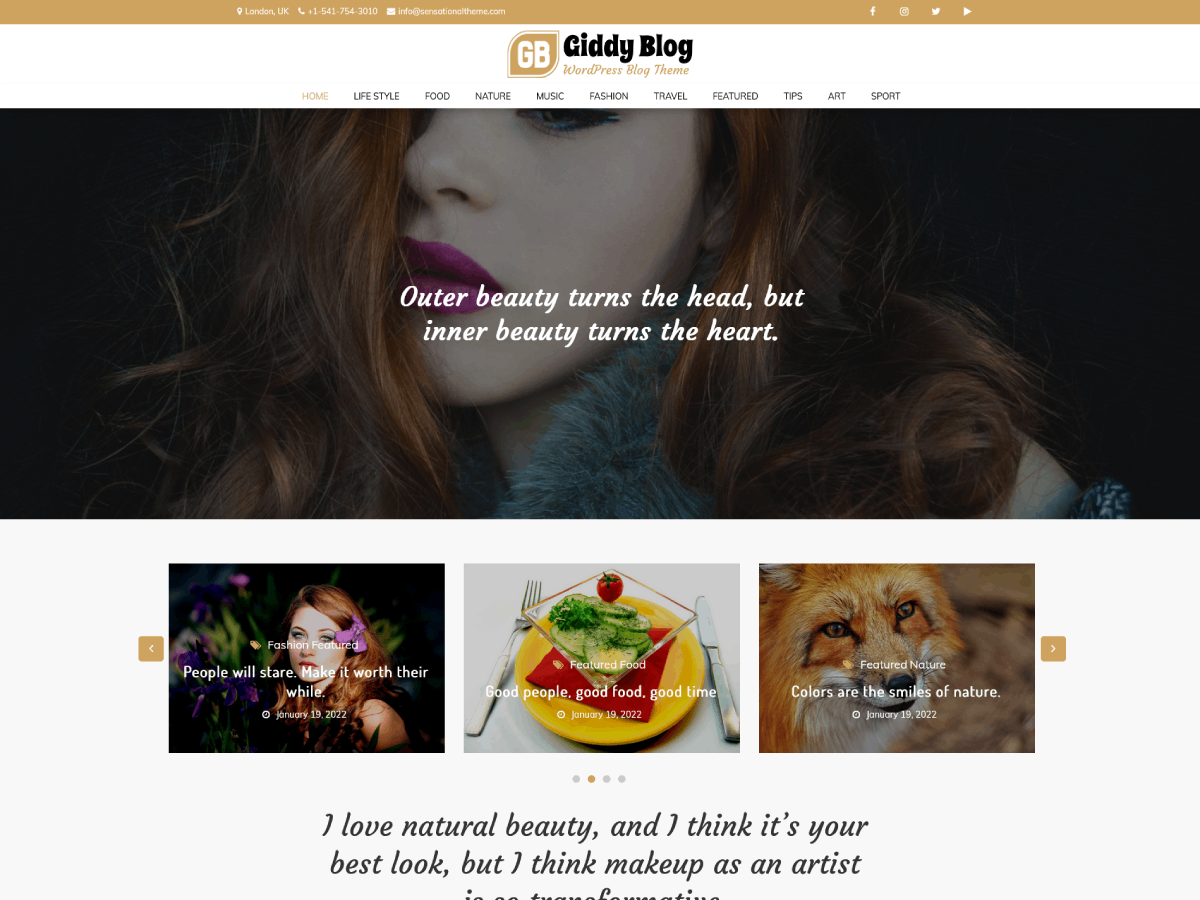 London, UK +1-541-754-3010 info@sensationaltheme.com
GB Giddy Blog
WordPress Blog Theme
HOME LIFE STYLE FOOD NATURE MUSIC FASHION TRAVEL FEATURED TIPS ART SPORT
Outer beauty turns the head, but
inner beauty turns the heart.
Fashion Featured
People will stare. Make it worth their
while.
January 19, 2022
Featured Food
Good people, good food, good time
January 19, 2022
Featured Nature
Colors are the smiles of nature.
January 19, 2022
I love natural beauty, and I think it's your
best look, but I think makeup as an artist
is so transformative.